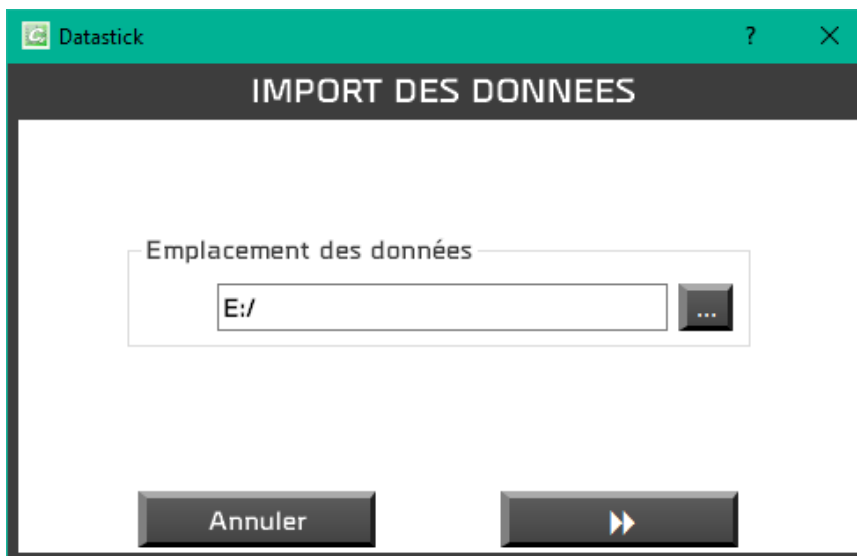 Datastick
IMPORT DES DONNEES
Emplacement des données
E:/
...
Annuler